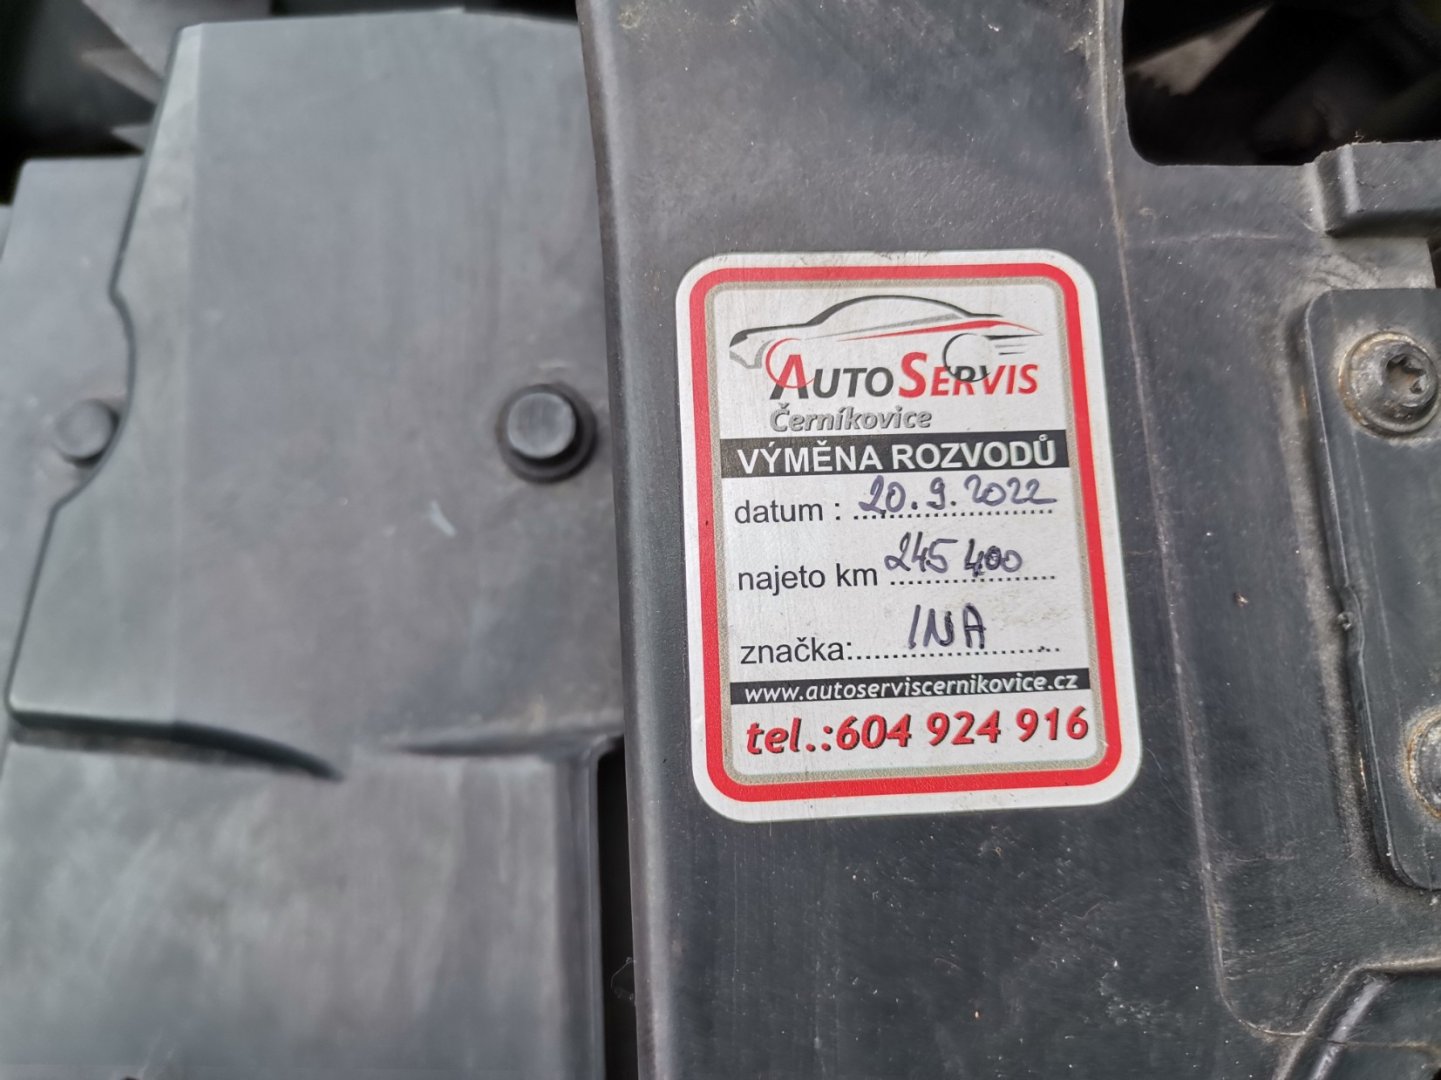 AUTOSERVIS
Černíkovice
VÝMĚNA ROZVODŮ
datum : 20.9.2022
najeto km 245 400
značka: INA
www.autoserviscernikovice.cz
tel.:604 924 916